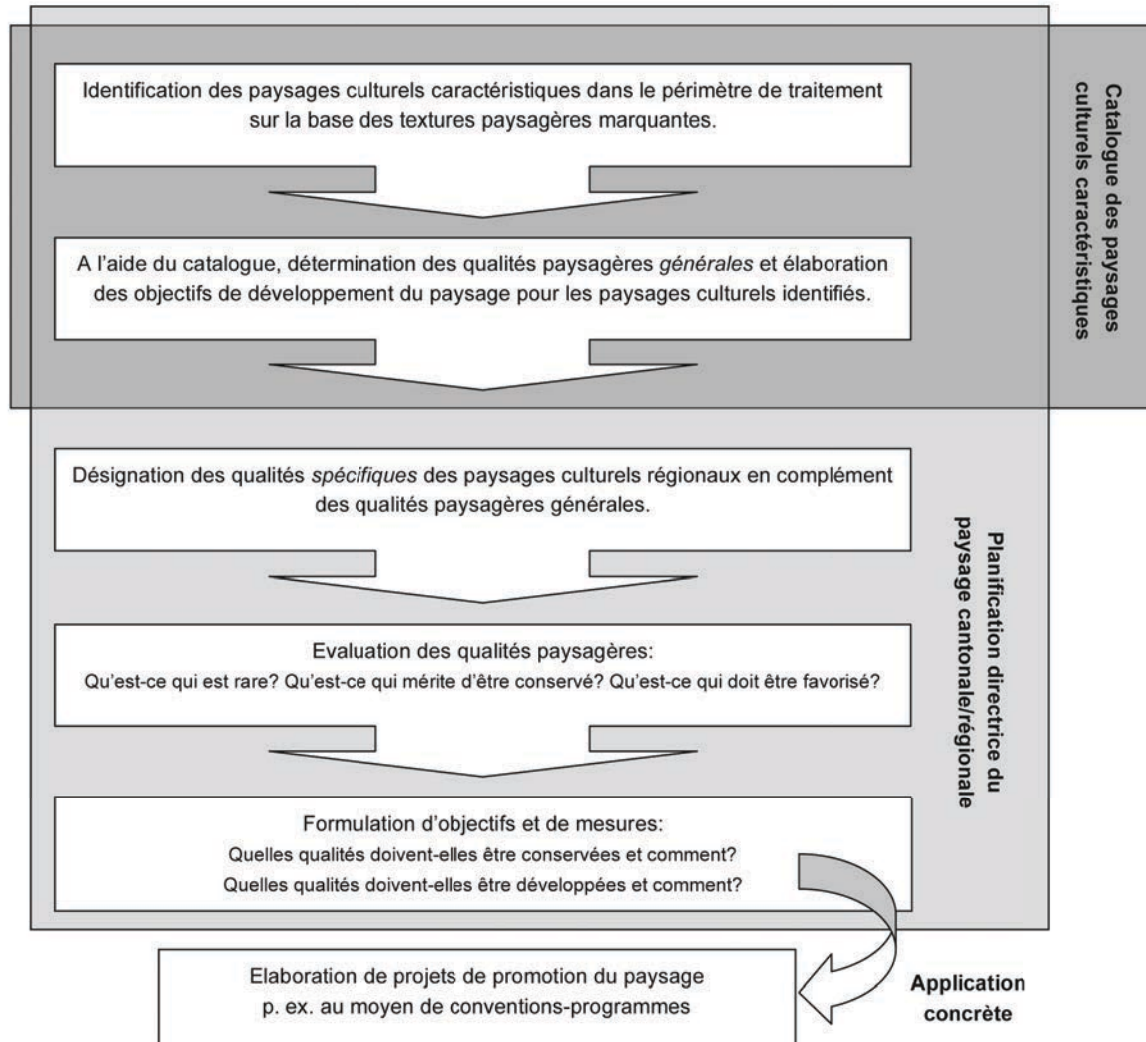 Identification des paysages culturels caractéristiques dans le périmètre de traitement
sur la base des textures paysagères marquantes.
A l'aide du catalogue, détermination des qualités paysagères générales et élaboration
des objectifs de développement du paysage pour les paysages culturels identifiés.
Catalogue des paysages
culturels caractéristiques
Désignation des qualités spécifiques des paysages culturels régionaux en complément
des qualités paysagères générales.
Evaluation des qualités paysagères:
Qu'est-ce qui est rare? Qu'est-ce qui mérite d'être conservé? Qu'est-ce qui doit être favorisé?
Formulation d'objectifs et de mesures:
Quelles qualités doivent-elles être conservées et comment?
Quelles qualités doivent-elles être développées et comment?
Planification directrice du
paysage cantonale/régionale
Elaboration de projets de promotion du paysage
p. ex. au moyen de conventions-programmes
Application
concrète